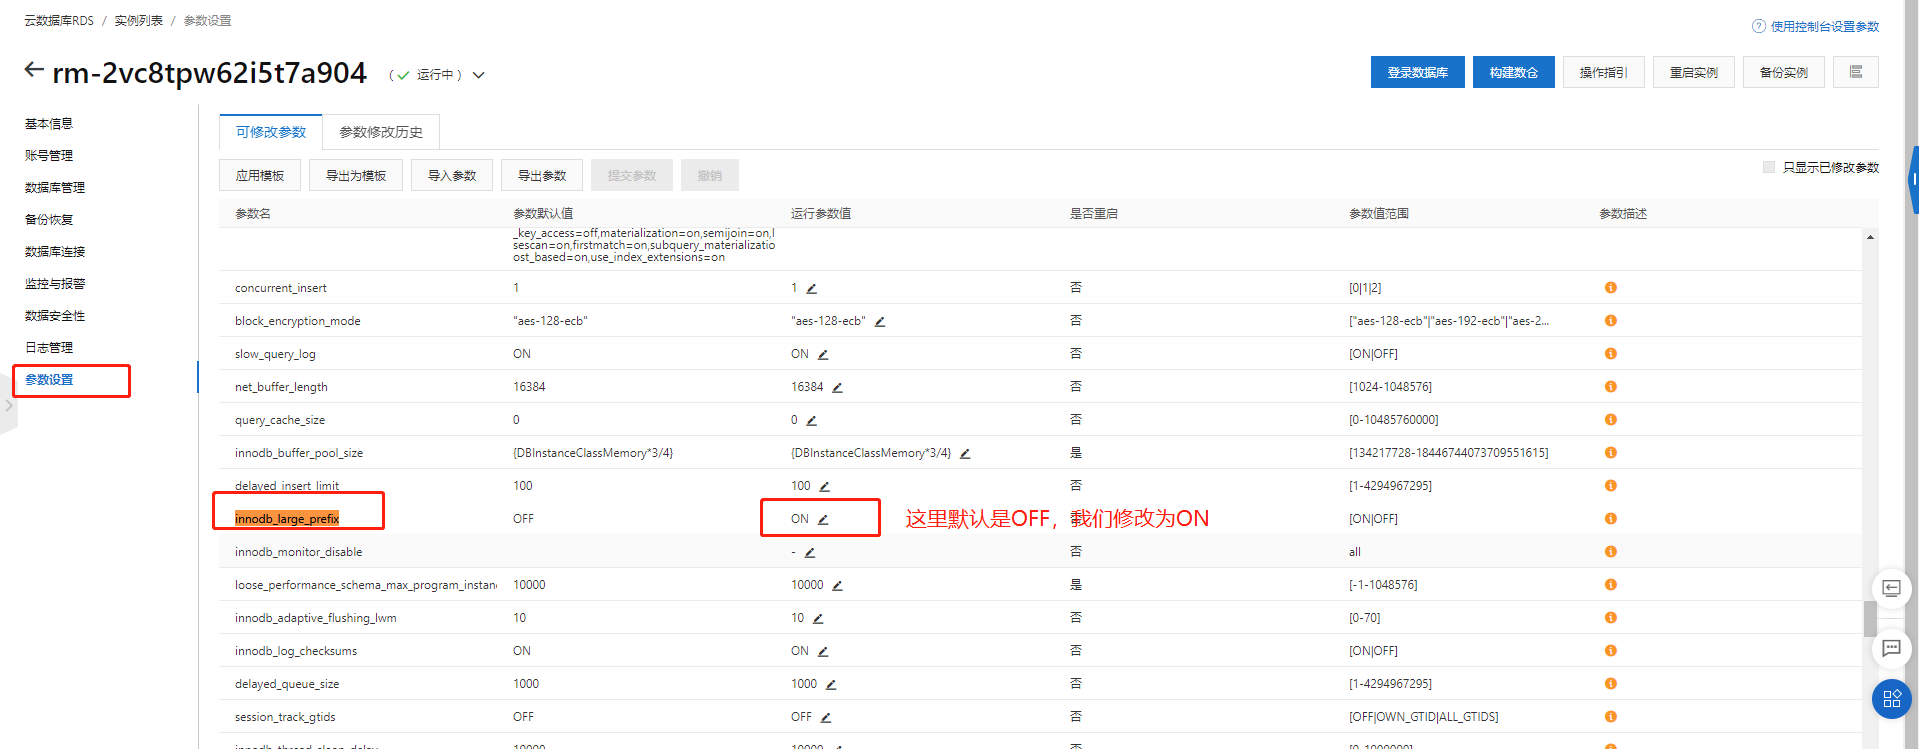 云数据库RDS / 实例列表 / 参数设置
使用控制台设置参数
rm-2vc8tpw62i5t7a904 ( 运行中 )
登录数据库 构建数仓 操作指引 重启实例 备份实例
基本信息
账号管理
数据库管理
备份恢复
数据库连接
监控与报警
数据安全性
日志管理
参数设置
可修改参数 参数修改历史
应用模板 导出为模板 导入参数 导出参数 提交参数 撤销
只显示已修改参数
参数名 参数默认值 运行参数值 是否重启 参数值范围 参数描述
_key_access=off,materialization=on,semijoin=on,l
sescan=on,firstmatch=on,subquery_materializatio
ost_based=on,use_index_extensions=on
concurrent_insert 1 1 否 [0|1|2]
block_encryption_mode "aes-128-ecb" "aes-128-ecb" 否 ["aes-128-ecb"|"aes-192-ecb"|"aes-2...
slow_query_log ON ON 否 [ON|OFF]
net_buffer_length 16384 16384 否 [1024-1048576]
query_cache_size 0 0 否 [0-10485760000]
innodb_buffer_pool_size {DBInstanceClassMemory*3/4} {DBInstanceClassMemory*3/4} 是 [134217728-18446744073709551615]
delayed_insert_limit 100 100 否 [1-4294967295]
innodb_large_prefix OFF ON 否 [ON|OFF]
这里默认是OFF，我们修改为ON
innodb_monitor_disable - 否 all
loose_performance_schema_max_program_instan 10000 10000 是 [-1-1048576]
innodb_adaptive_flushing_lwm 10 10 否 [0-70]
innodb_log_checksums ON ON 否 [ON|OFF]
delayed_queue_size 1000 1000 否 [1-4294967295]
session_track_gtids OFF OFF 否 [OFF|OWN_GTID|ALL_GTIDS]
innodb_thread_sleep_delay 10000 10000 否 [0-1000000]